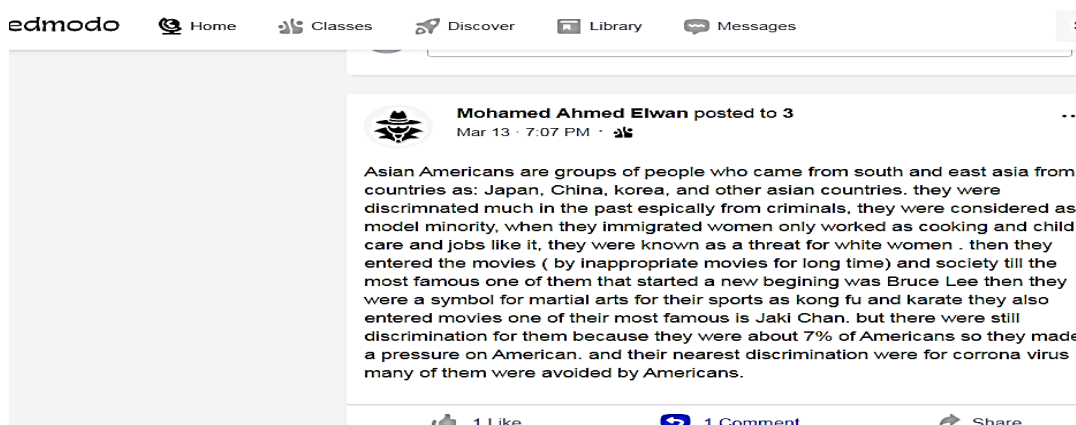 edmodo Home Classes Discover Library Messages
Mohamed Ahmed Elwan posted to 3
Mar 13 · 7:07 PM ·
Asian Americans are groups of people who came from south and east asia from
countries as: Japan, China, korea, and other asian countries. they were
discrimnated much in the past espically from criminals, they were considered as
model minority, when they immigrated women only worked as cooking and child
care and jobs like it, they were known as a threat for white women . then they
entered the movies ( by inappropriate movies for long time) and society till the
most famous one of them that started a new begining was Bruce Lee then they
were a symbol for martial arts for their sports as kong fu and karate they also
entered movies one of their most famous is Jaki Chan. but there were still
discrimination for them because they were about 7% of Americans so they made
a pressure on American. and their nearest discrimination were for corrona virus
many of them were avoided by Americans.
1 Like 1 Comment Share